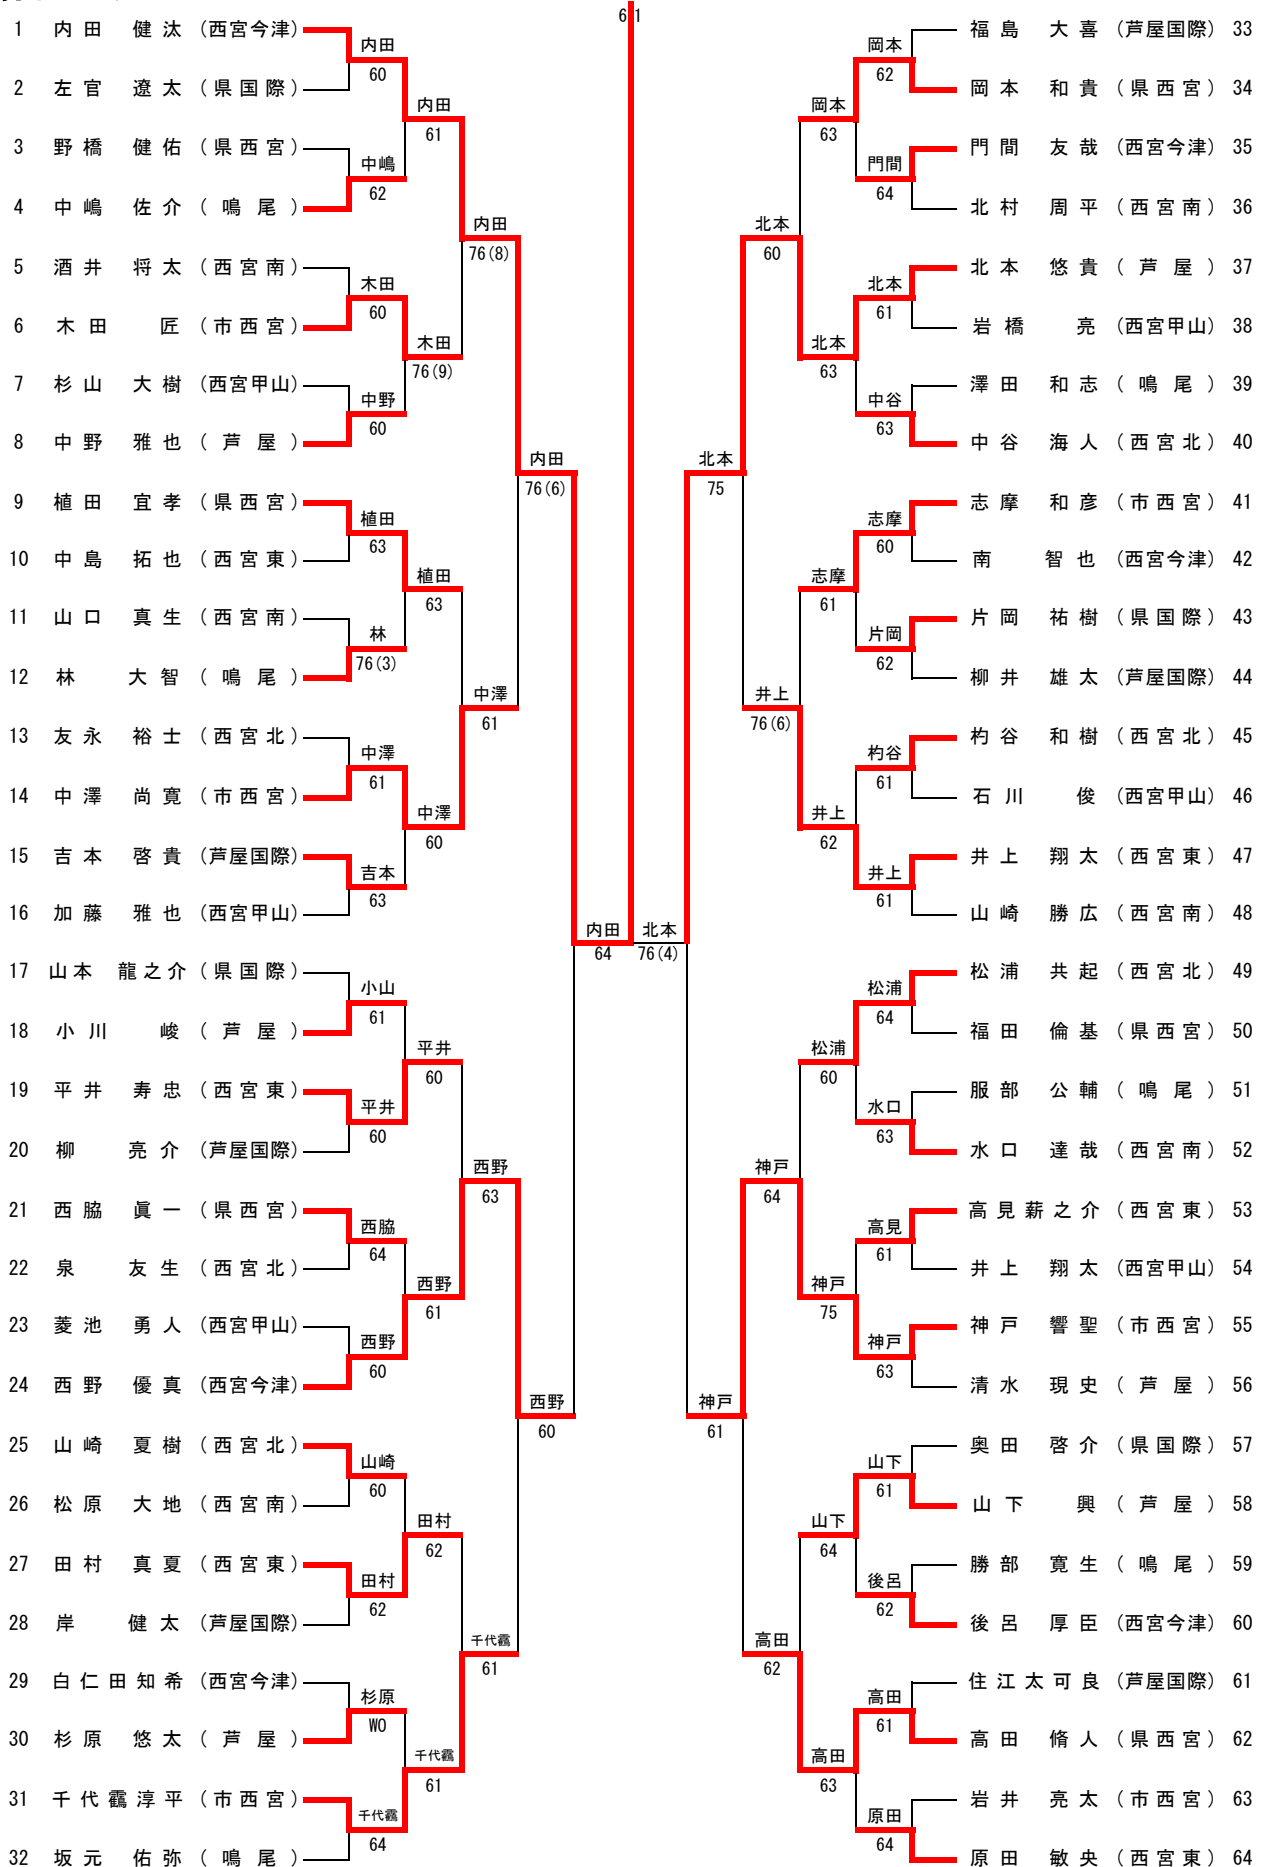 6 1
1 内田 健汰 (西宮今津)
内田
60
2 左官 遼太 (県国際)
内田
61
3 野橋 健佑 (県西宮)
中嶋
62
4 中嶋 佐介 (鳴尾)
内田
76(8)
5 酒井 将太 (西宮南)
木田
60
6 木田 匠 (市西宮)
木田
76(9)
7 杉山 大樹 (西宮甲山)
中野
60
8 中野 雅也 (芦屋)
内田
76(6)
9 植田 宜孝 (県西宮)
植田
63
10 中島 拓也 (西宮東)
植田
63
11 山口 真生 (西宮南)
林
76(3)
12 林 大智 (鳴尾)
中澤
61
13 友永 裕士 (西宮北)
中澤
61
14 中澤 尚寛 (市西宮)
中澤
60
15 吉本 啓貴 (芦屋国際)
吉本
63
16 加藤 雅也 (西宮甲山)
内田
64
17 山本 龍之介 (県国際)
小山
61
18 小川 峻 (芦屋)
平井
60
19 平井 寿忠 (西宮東)
平井
60
20 柳 亮介 (芦屋国際)
西野
63
21 西脇 眞一 (県西宮)
西脇
64
22 泉 友生 (西宮北)
西野
61
23 菱池 勇人 (西宮甲山)
西野
60
24 西野 優真 (西宮今津)
西野
60
25 山崎 夏樹 (西宮北)
山崎
60
26 松原 大地 (西宮南)
田村
62
27 田村 真夏 (西宮東)
田村
62
28 岸 健太 (芦屋国際)
千代靏
61
29 白仁田知希 (西宮今津)
杉原
WO
30 杉原 悠太 (芦屋)
千代靏
61
31 千代靏淳平 (市西宮)
千代靏
64
32 坂元 佑弥 (鳴尾)
福島 大喜 (芦屋国際) 33
岡本
62
岡本 和貴 (県西宮) 34
岡本
63
門間 友哉 (西宮今津) 35
門間
64
北村 周平 (西宮南) 36
北本
60
北本 悠貴 (芦屋) 37
北本
61
岩橋 亮 (西宮甲山) 38
北本
63
澤田 和志 (鳴尾) 39
中谷
63
中谷 海人 (西宮北) 40
北本
75
志摩 和彦 (市西宮) 41
志摩
60
南 智也 (西宮今津) 42
志摩
61
片岡 祐樹 (県国際) 43
片岡
62
柳井 雄太 (芦屋国際) 44
井上
76(6)
杓谷 和樹 (西宮北) 45
杓谷
61
石川 俊 (西宮甲山) 46
井上
62
井上 翔太 (西宮東) 47
井上
61
山崎 勝広 (西宮南) 48
北本
76(4)
松浦 共起 (西宮北) 49
松浦
64
福田 倫基 (県西宮) 50
松浦
60
服部 公輔 (鳴尾) 51
水口
63
水口 達哉 (西宮南) 52
神戸
64
高見薪之介 (西宮東) 53
高見
61
井上 翔太 (西宮甲山) 54
神戸
75
神戸 響聖 (市西宮) 55
神戸
63
清水 現史 (芦屋) 56
神戸
61
奥田 啓介 (県国際) 57
山下
61
山下 興 (芦屋) 58
山下
64
勝部 寛生 (鳴尾) 59
後呂
62
後呂 厚臣 (西宮今津) 60
高田
62
住江太可良 (芦屋国際) 61
高田
61
高田 脩人 (県西宮) 62
高田
63
岩井 亮太 (市西宮) 63
原田
64
原田 敏央 (西宮東) 64